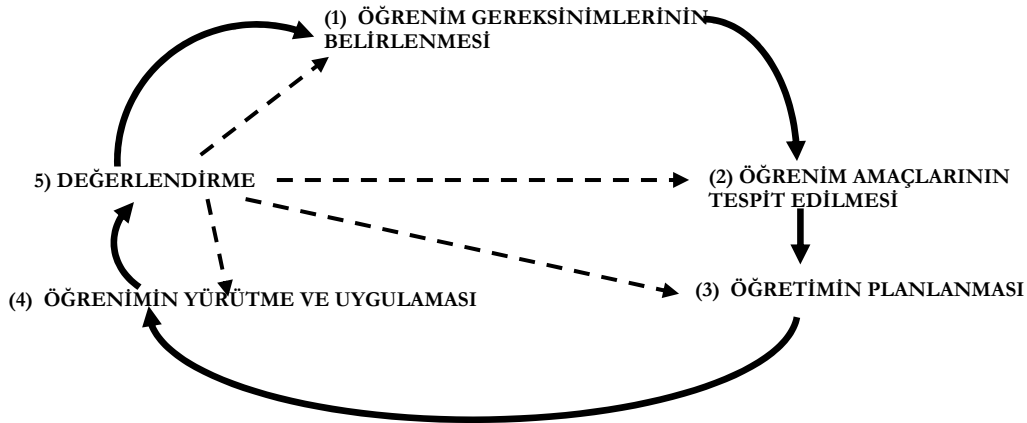 (1) ÖĞRENİM GEREKSİNİMLERİNİN
BELİRLENMESİ
5) DEĞERLENDİRME
(2) ÖĞRENİM AMAÇLARININ
TESPİT EDİLMESİ
(4) ÖĞRENİMİN YÜRÜTME VE UYGULAMASI
(3) ÖĞRETİMİN PLANLANMASI